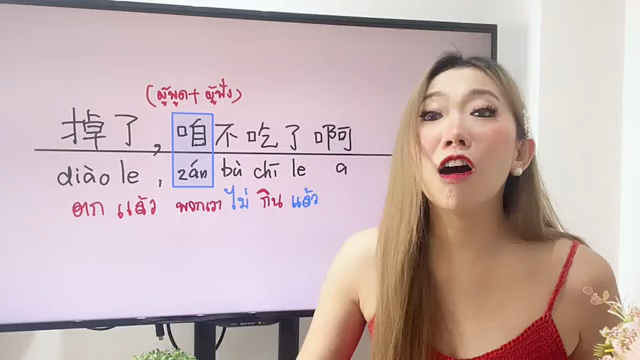 (ผู้พูด+ ผู้ฟัง)
掉了,咱不吃了啊
diào le , zán bù chī le a
ตก แล้ว พวกเรา ไม่ กิน แล้ว